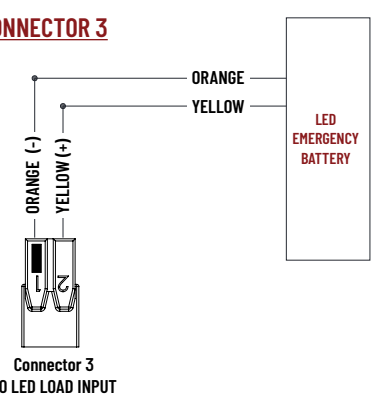 ONNECTOR 3
ORANGE
YELLOW
LED
EMERGENCY
BATTERY
ORANGE (-)
YELLOW (+)
1
2
Connector 3
O LED LOAD INPUT